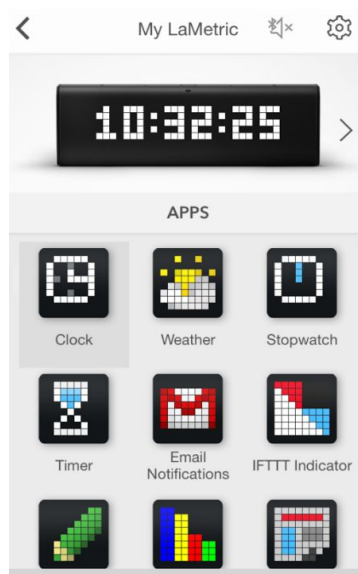 My LaMetric
10:32:25
APPS
Clock
Weather
Stopwatch
Timer
Email
Notifications
IFTTT Indicator